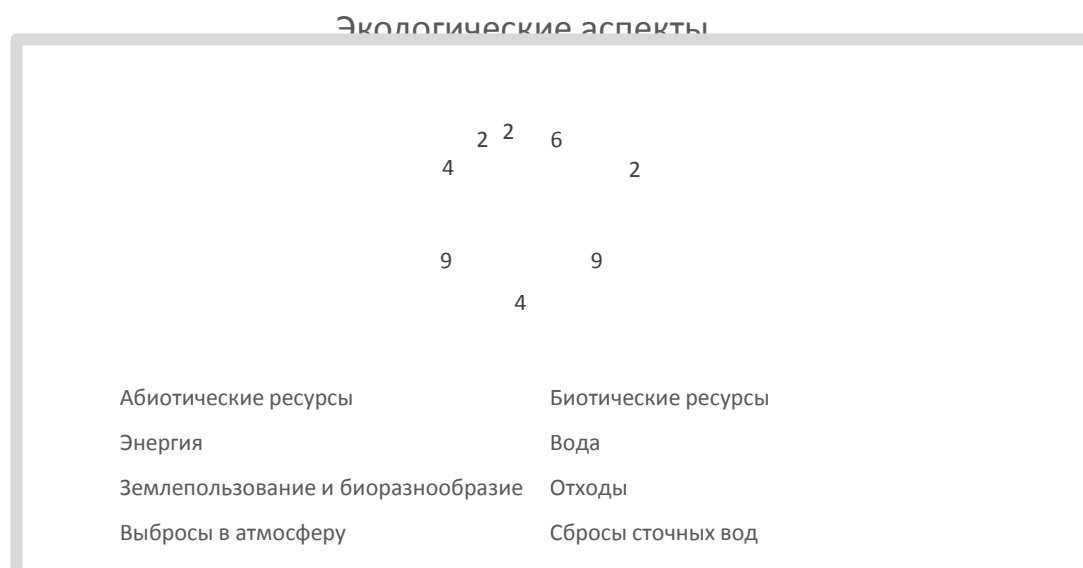 Экологические аспекты
2 2 6
4 2
9 9
4
Абиотические ресурсы Биотические ресурсы
Энергия Вода
Землепользование и биоразнообразие Отходы
Выбросы в атмосферу Сбросы сточных вод